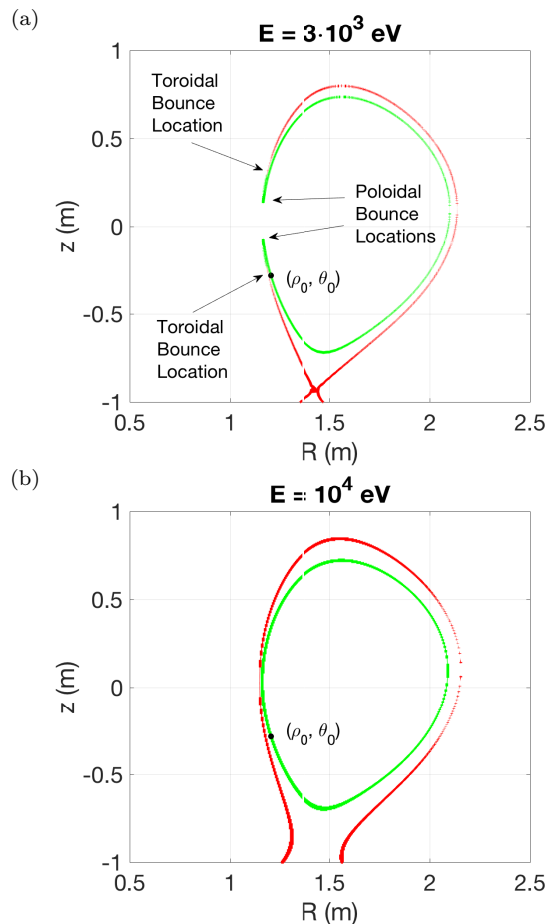 (a)
E = 3·10³ eV
Toroidal
Bounce
Location
Poloidal
Bounce
Locations
(ρ₀, θ₀)
Toroidal
Bounce
Location
1
0.5
0
-0.5
-1
z (m)
0.5 1 1.5 2 2.5
R (m)
(b)
E = 10⁴ eV
(ρ₀, θ₀)
1
0.5
0
-0.5
-1
z (m)
0.5 1 1.5 2 2.5
R (m)